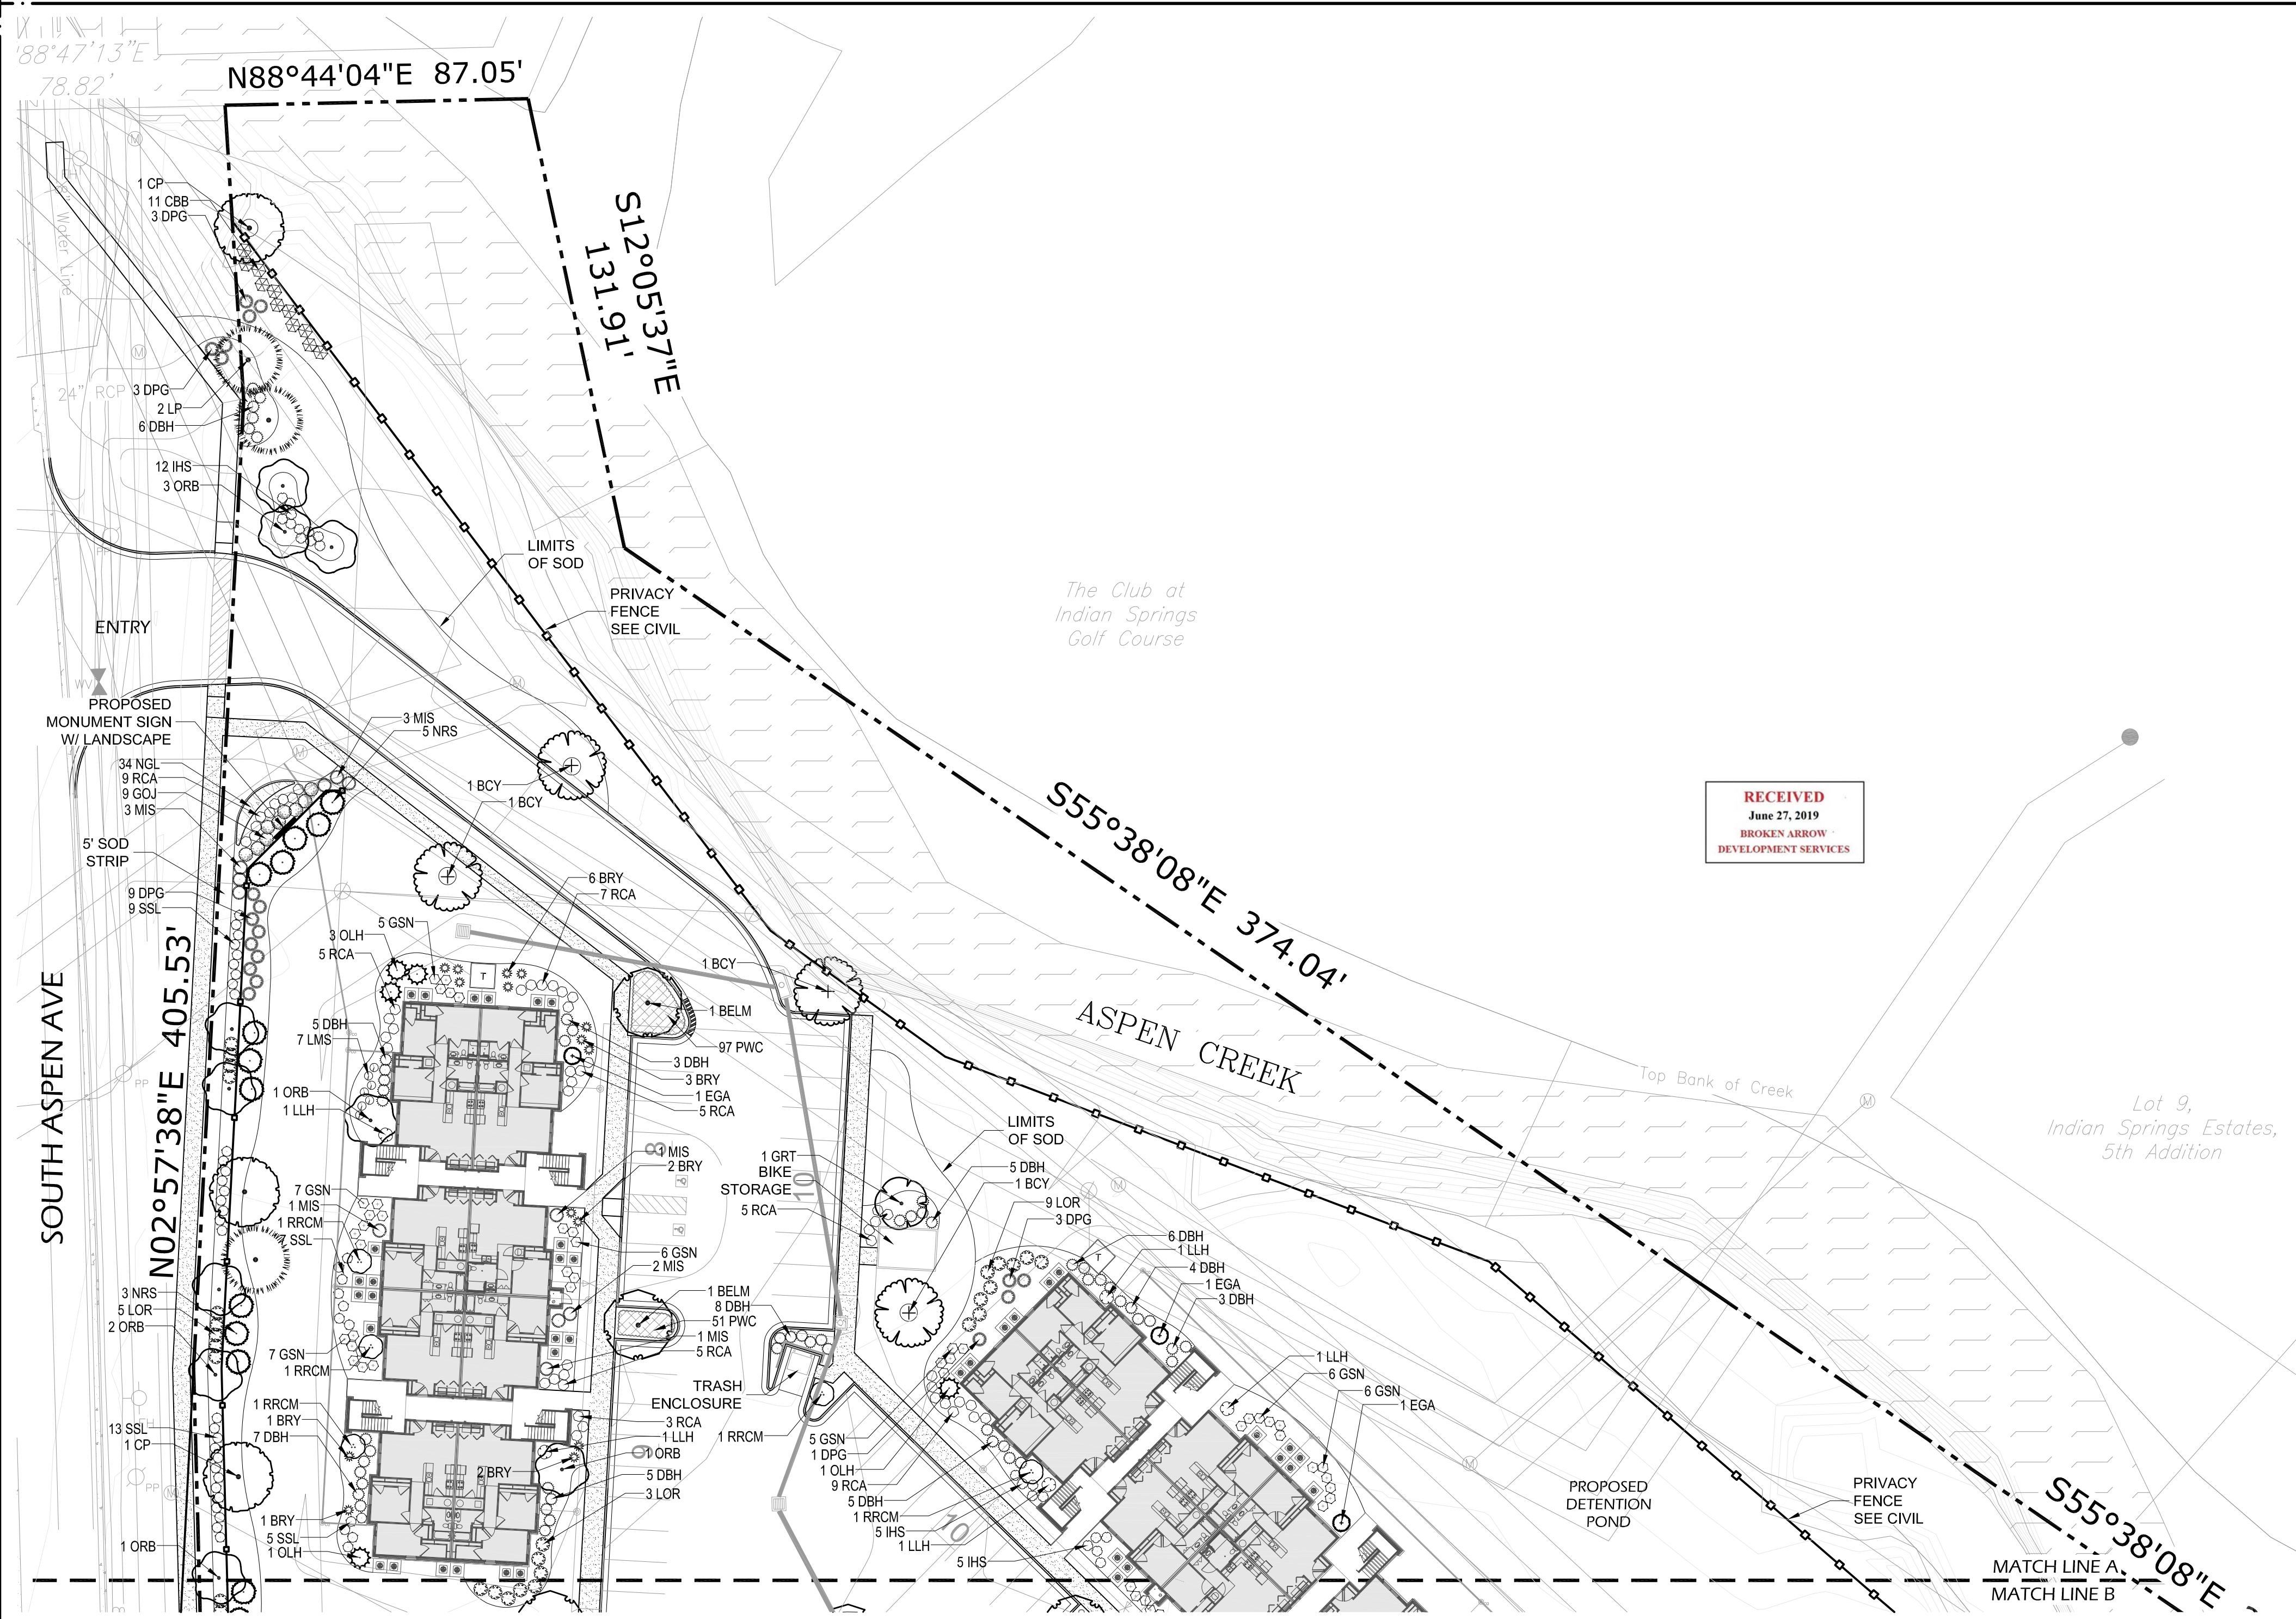 88°47'13"E
78.82'
N88°44'04"E 87.05'
S12°05'37"E
131.91'
1 CP
11 CBB
3 DPG
Water Line
24" RCP
3 DPG
2 LP
6 DBH
12 IHS
3 ORB
LIMITS
OF SOD
PRIVACY
FENCE
SEE CIVIL
The Club at
Indian Springs
Golf Course
ENTRY
WV
PROPOSED
MONUMENT SIGN
W/ LANDSCAPE
3 MIS
5 NRS
34 NGL
9 RCA
9 GOJ
3 MIS
5' SOD
STRIP
9 DPG
9 SSL
1 BCY
1 BCY
RECEIVED
June 27, 2019
BROKEN ARROW
DEVELOPMENT SERVICES
S55°38'08"E 374.04'
6 BRY
7 RCA
5 GSN
3 OLH
5 RCA
T
1 BCY
1 BELM
97 PWC
SOUTH ASPEN AVE
N02°57'38"E 405.53'
5 DBH
7 LMS
3 DBH
3 BRY
1 EGA
5 RCA
1 ORB
1 LLH
PP
ASPEN CREEK
Top Bank of Creek
Lot 9,
Indian Springs Estates,
5th Addition
LIMITS
OF SOD
8
1 MIS
2 BRY
1 GRT
BIKE
STORAGE
5 RCA
10
5 DBH
1 BCY
9 LOR
3 DPG
T
6 DBH
1 LLH
4 DBH
1 EGA
3 DBH
7 GSN
1 MIS
1 RRCM
7 SSL
6 GSN
2 MIS
1 BELM
8 DBH
51 PWC
1 MIS
5 RCA
3 NRS
5 LOR
2 ORB
7 GSN
1 RRCM
TRASH
ENCLOSURE
1 RRCM
1 LLH
6 GSN
6 GSN
1 EGA
1 RRCM
1 BRY
7 DBH
13 SSL
1 CP
3 RCA
1 LLH
1 ORB
9
2 BRY
5 DBH
3 LOR
5 GSN
1 DPG
1 OLH
9 RCA
5 DBH
1 RRCM
5 IHS
1 LLH
10
5 IHS
PP
1 BRY
5 SSL
1 OLH
1 ORB
PROPOSED
DETENTION
POND
PRIVACY
FENCE
SEE CIVIL
S55°38'08"E
MATCH LINE A
MATCH LINE B